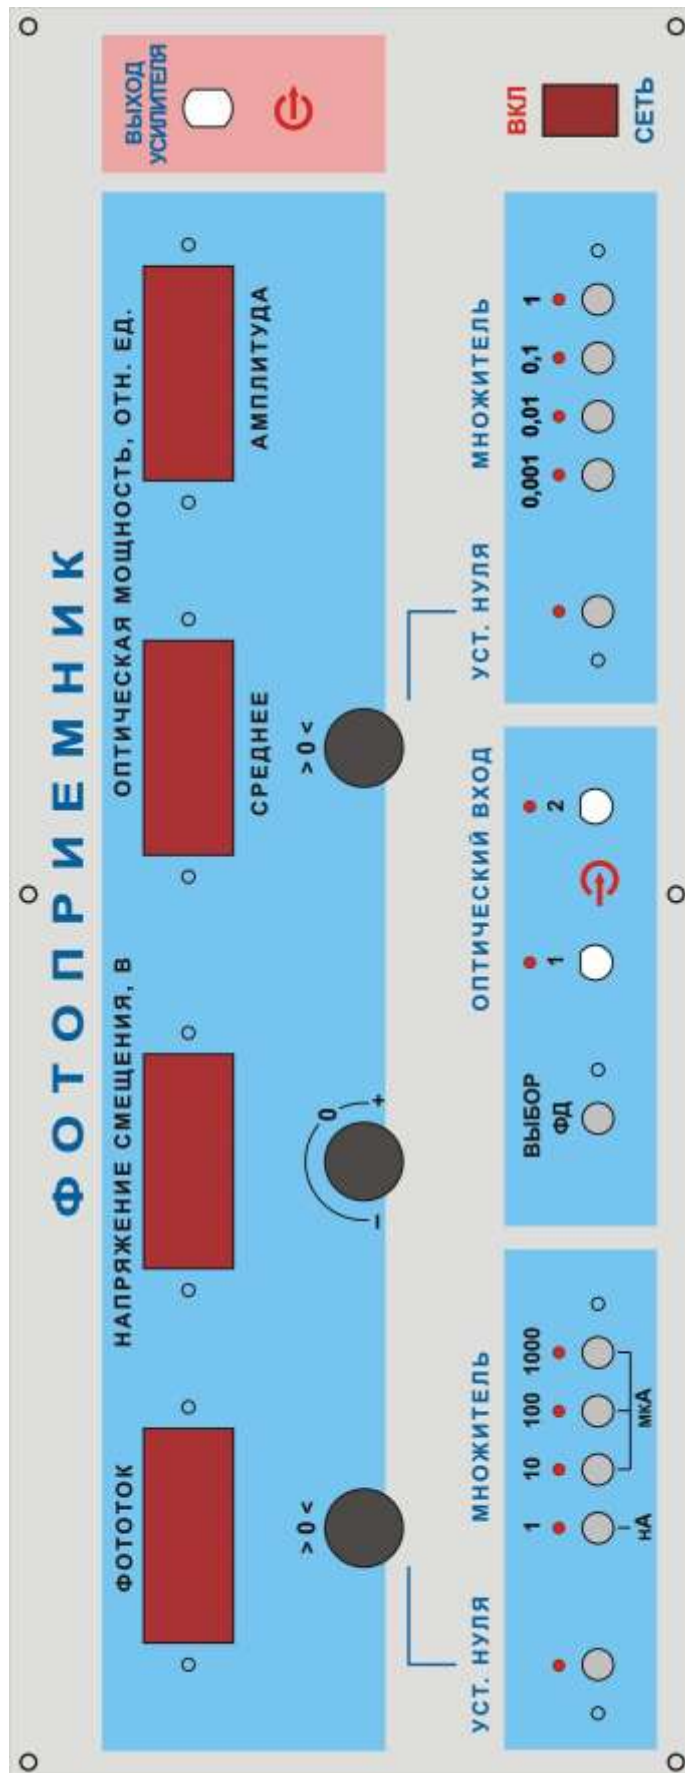 ФОТОПРИЕМНИК
ФОТОТОК
НАПРЯЖЕНИЕ СМЕЩЕНИЯ, В
ОПТИЧЕСКАЯ МОЩНОСТЬ, ОТН. ЕД.
ВЫХОД
УСИЛИТЕЛЯ
СРЕДНЕЕ
АМПЛИТУДА
> 0 <
0
− +
> 0 <
УСТ. НУЛЯ
МНОЖИТЕЛЬ
1 10 100 1000
нА мкА
ОПТИЧЕСКИЙ ВХОД
ВЫБОР
ФД
1 2
УСТ. НУЛЯ
МНОЖИТЕЛЬ
0,001 0,01 0,1 1
ВКЛ
СЕТЬ